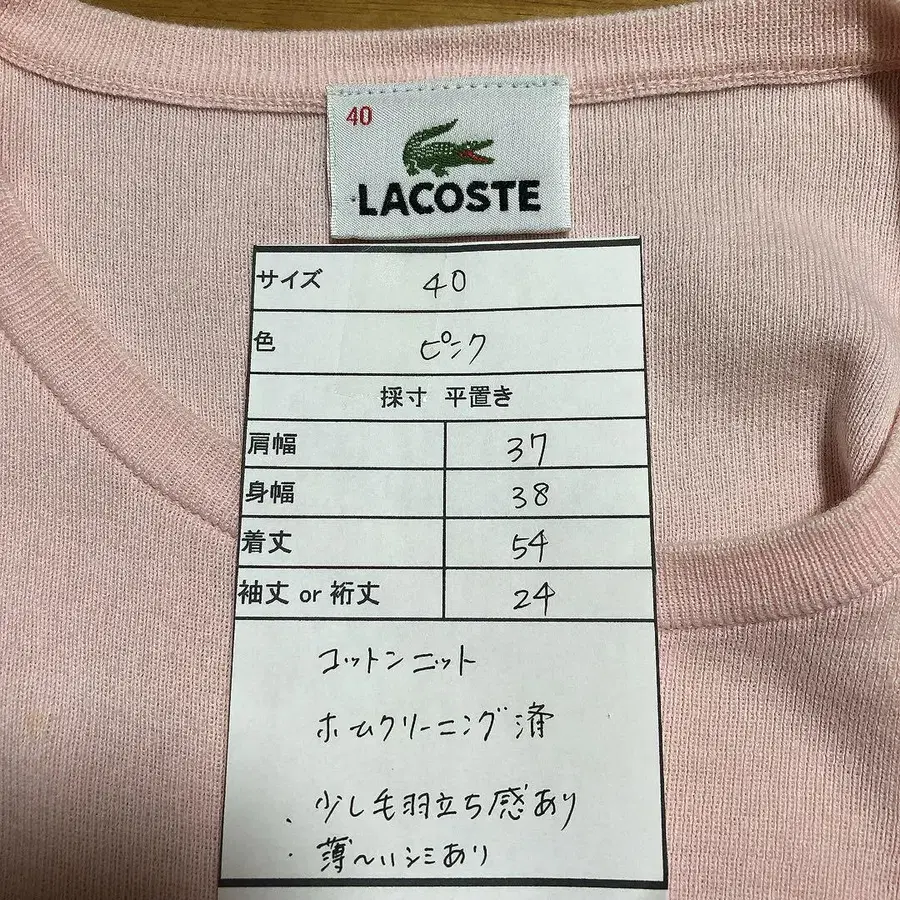 40
LACOSTE
サイズ 40
色 ピンク
採寸 平置き
肩幅 37
身幅 38
着丈 54
袖丈 or 裄丈 24
コットンニット
ホームクリーニング済
・少し毛羽立ち感あり
・薄〜いシミあり